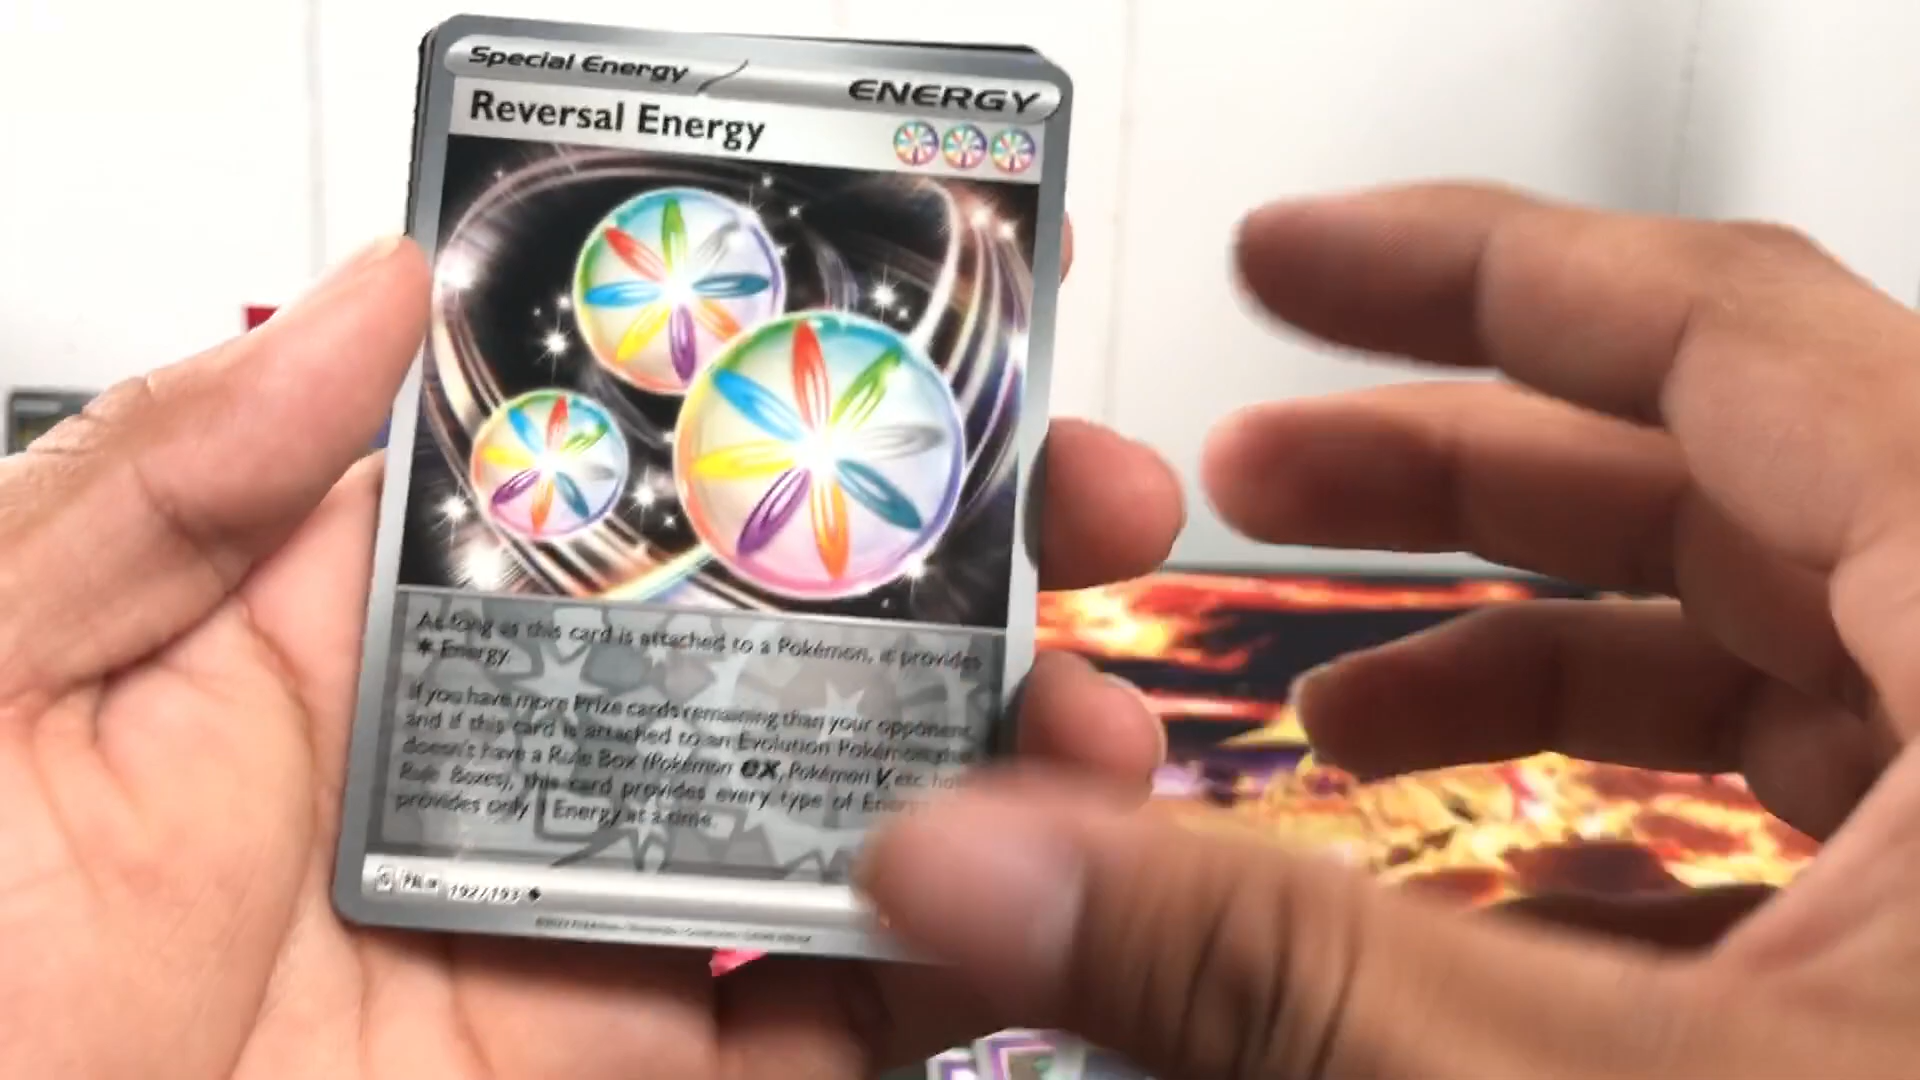 Special Energy
ENERGY
Reversal Energy
As long as this card is attached to a Pokémon, it provides
Energy.
If you have more Prize cards remaining than your opponent,
and if this card is attached to an Evolution Pokémon that
doesn't have a Rule Box (Pokémon ex, Pokémon V, etc. have
Rule Boxes), this card provides every type of Energy
provides only 1 Energy at a time.
G PAL EN 192/193